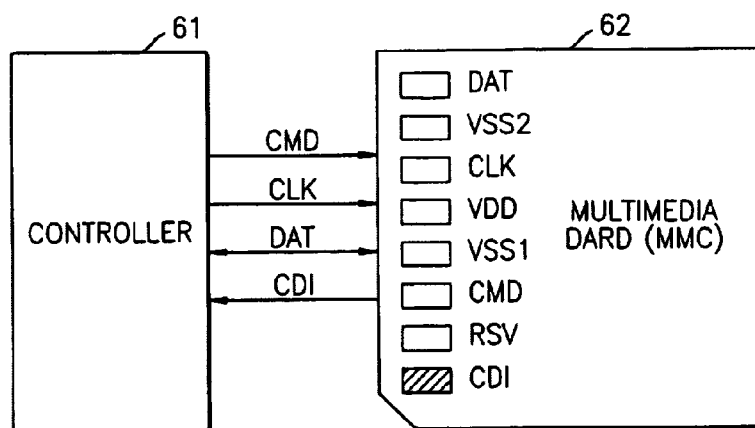 61
62
CONTROLLER
CMD
CLK
DAT
CDI
DAT
VSS2
CLK
VDD
VSS1
CMD
RSV
CDI
MULTIMEDIA
DARD (MMC)